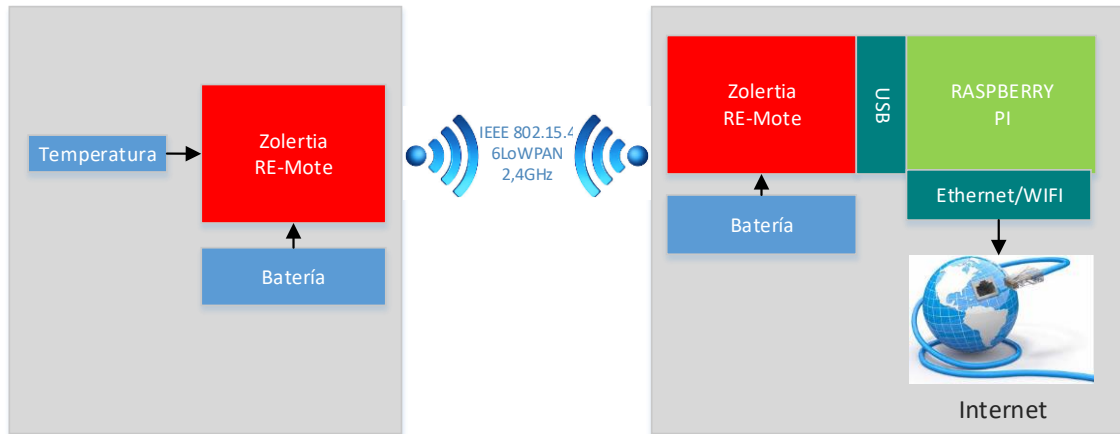 Temperatura
Zolertia
RE-Mote
Batería
IEEE 802.15.4
6LoWPAN
2,4GHz
Zolertia
RE-Mote
USB
RASPBERRY
PI
Batería
Ethernet/WIFI
Internet